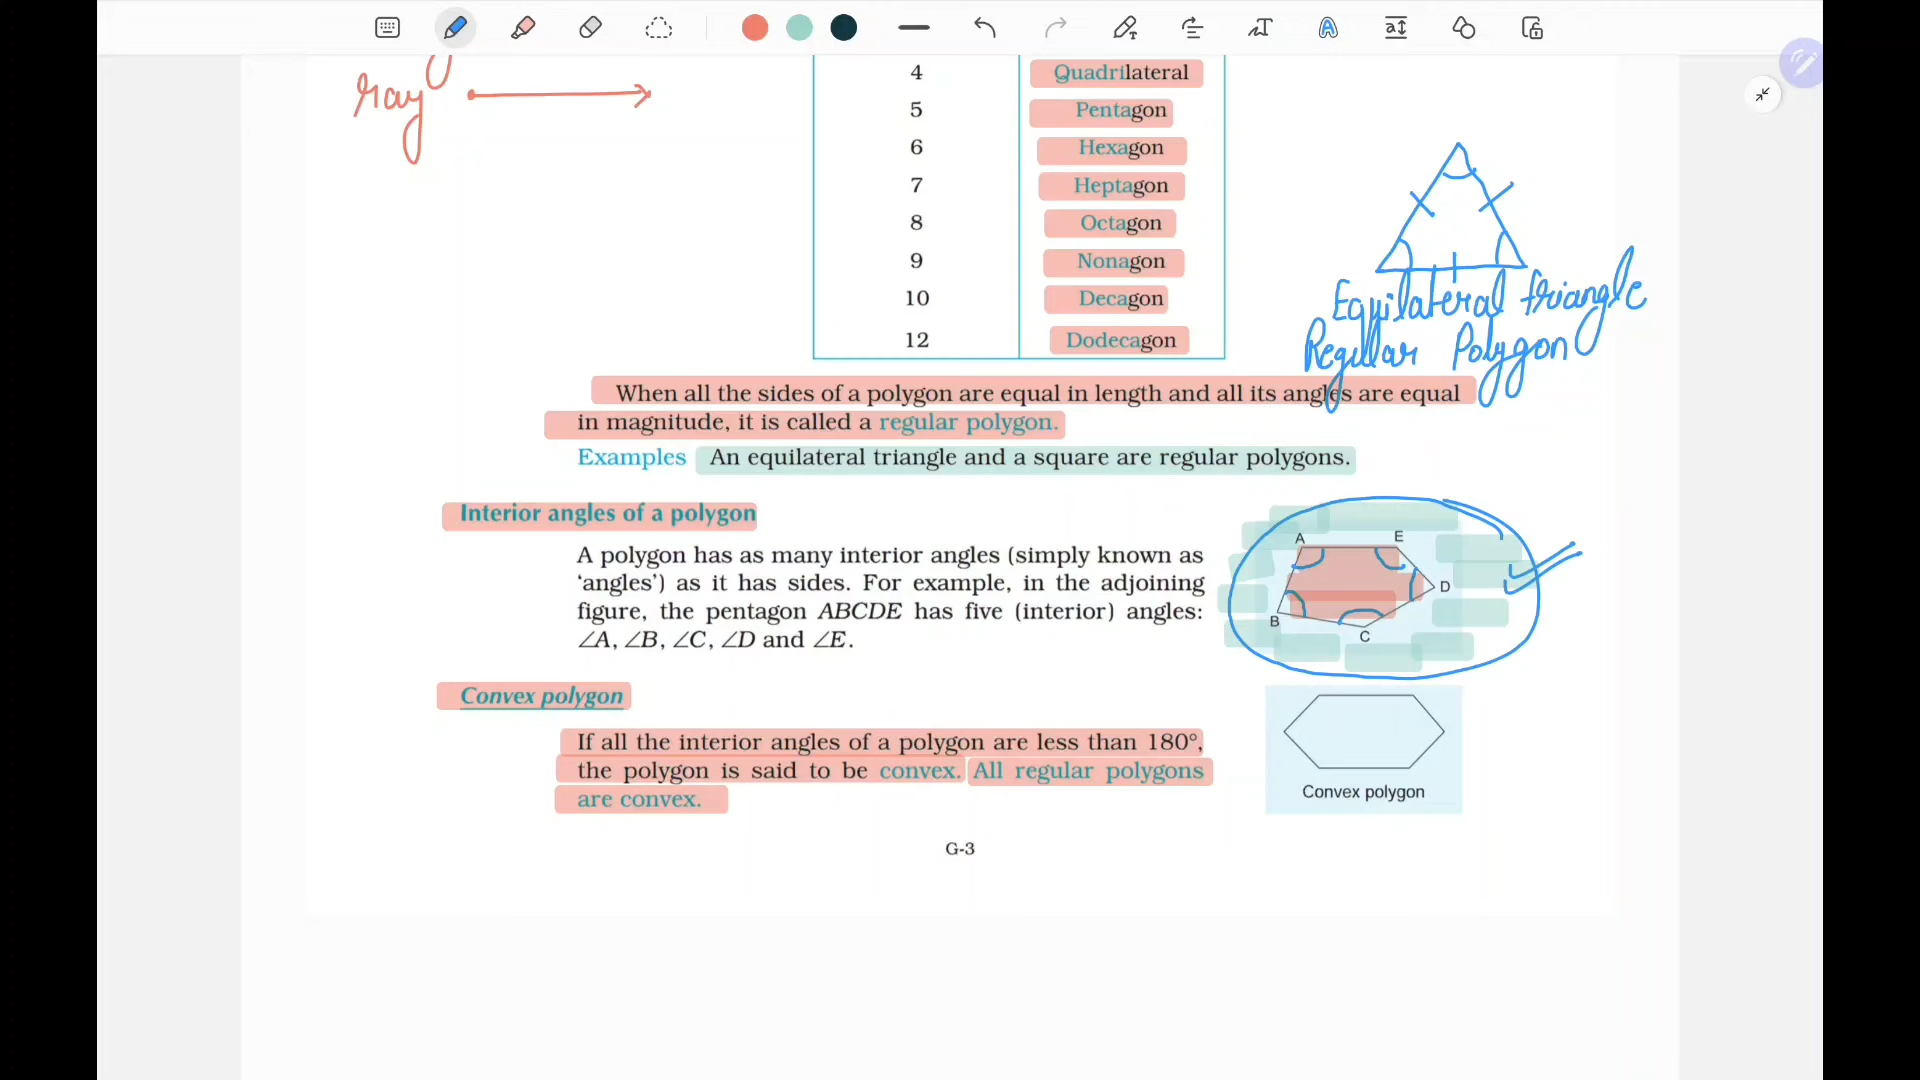 ray
4 Quadrilateral
5 Pentagon
6 Hexagon
7 Heptagon
8 Octagon
9 Nonagon
10 Decagon
12 Dodecagon
Equilateral triangle
Regular Polygon
When all the sides of a polygon are equal in length and all its angles are equal
in magnitude, it is called a regular polygon.
Examples An equilateral triangle and a square are regular polygons.
Interior angles of a polygon
A polygon has as many interior angles (simply known as
‘angles’) as it has sides. For example, in the adjoining
figure, the pentagon ABCDE has five (interior) angles:
∠A, ∠B, ∠C, ∠D and ∠E.
A E
D
B
C
Convex polygon
If all the interior angles of a polygon are less than 180°,
the polygon is said to be convex. All regular polygons
are convex.
Convex polygon
G-3